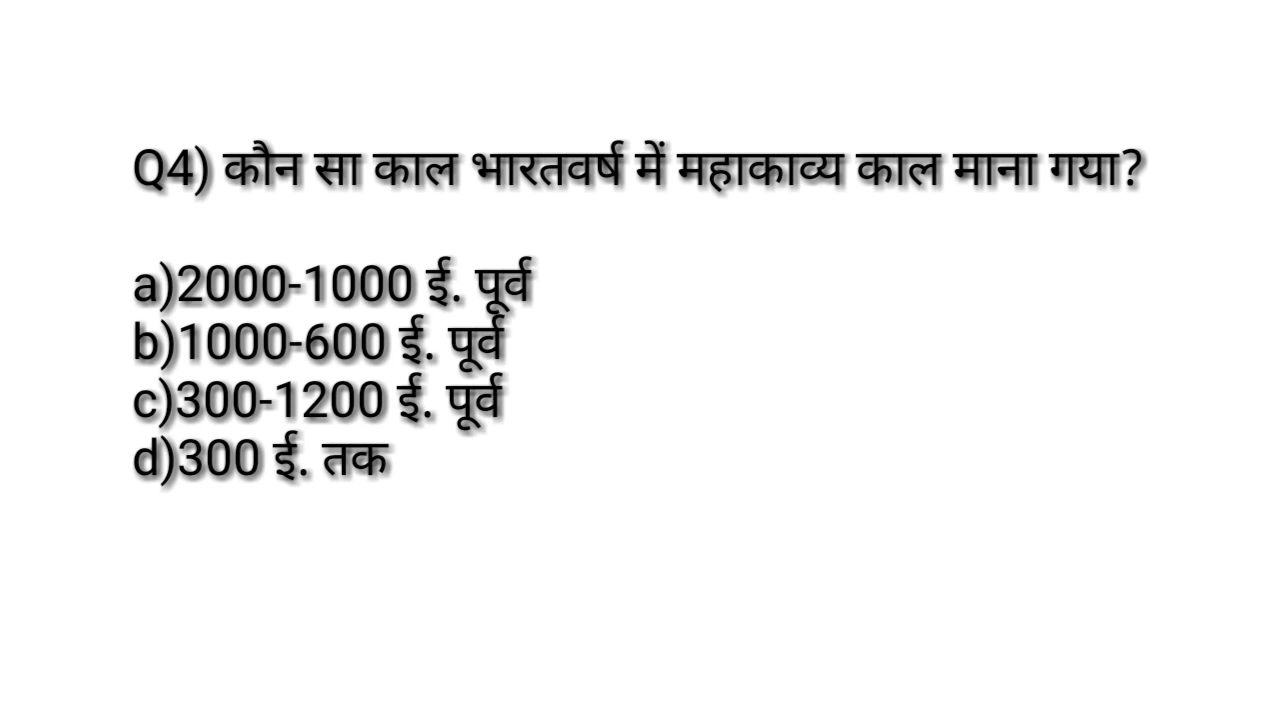 Q4) कौन सा काल भारतवर्ष में महाकाव्य काल माना गया?
a)2000-1000 ई. पूर्व
b)1000-600 ई. पूर्व
c)300-1200 ई. पूर्व
d)300 ई. तक